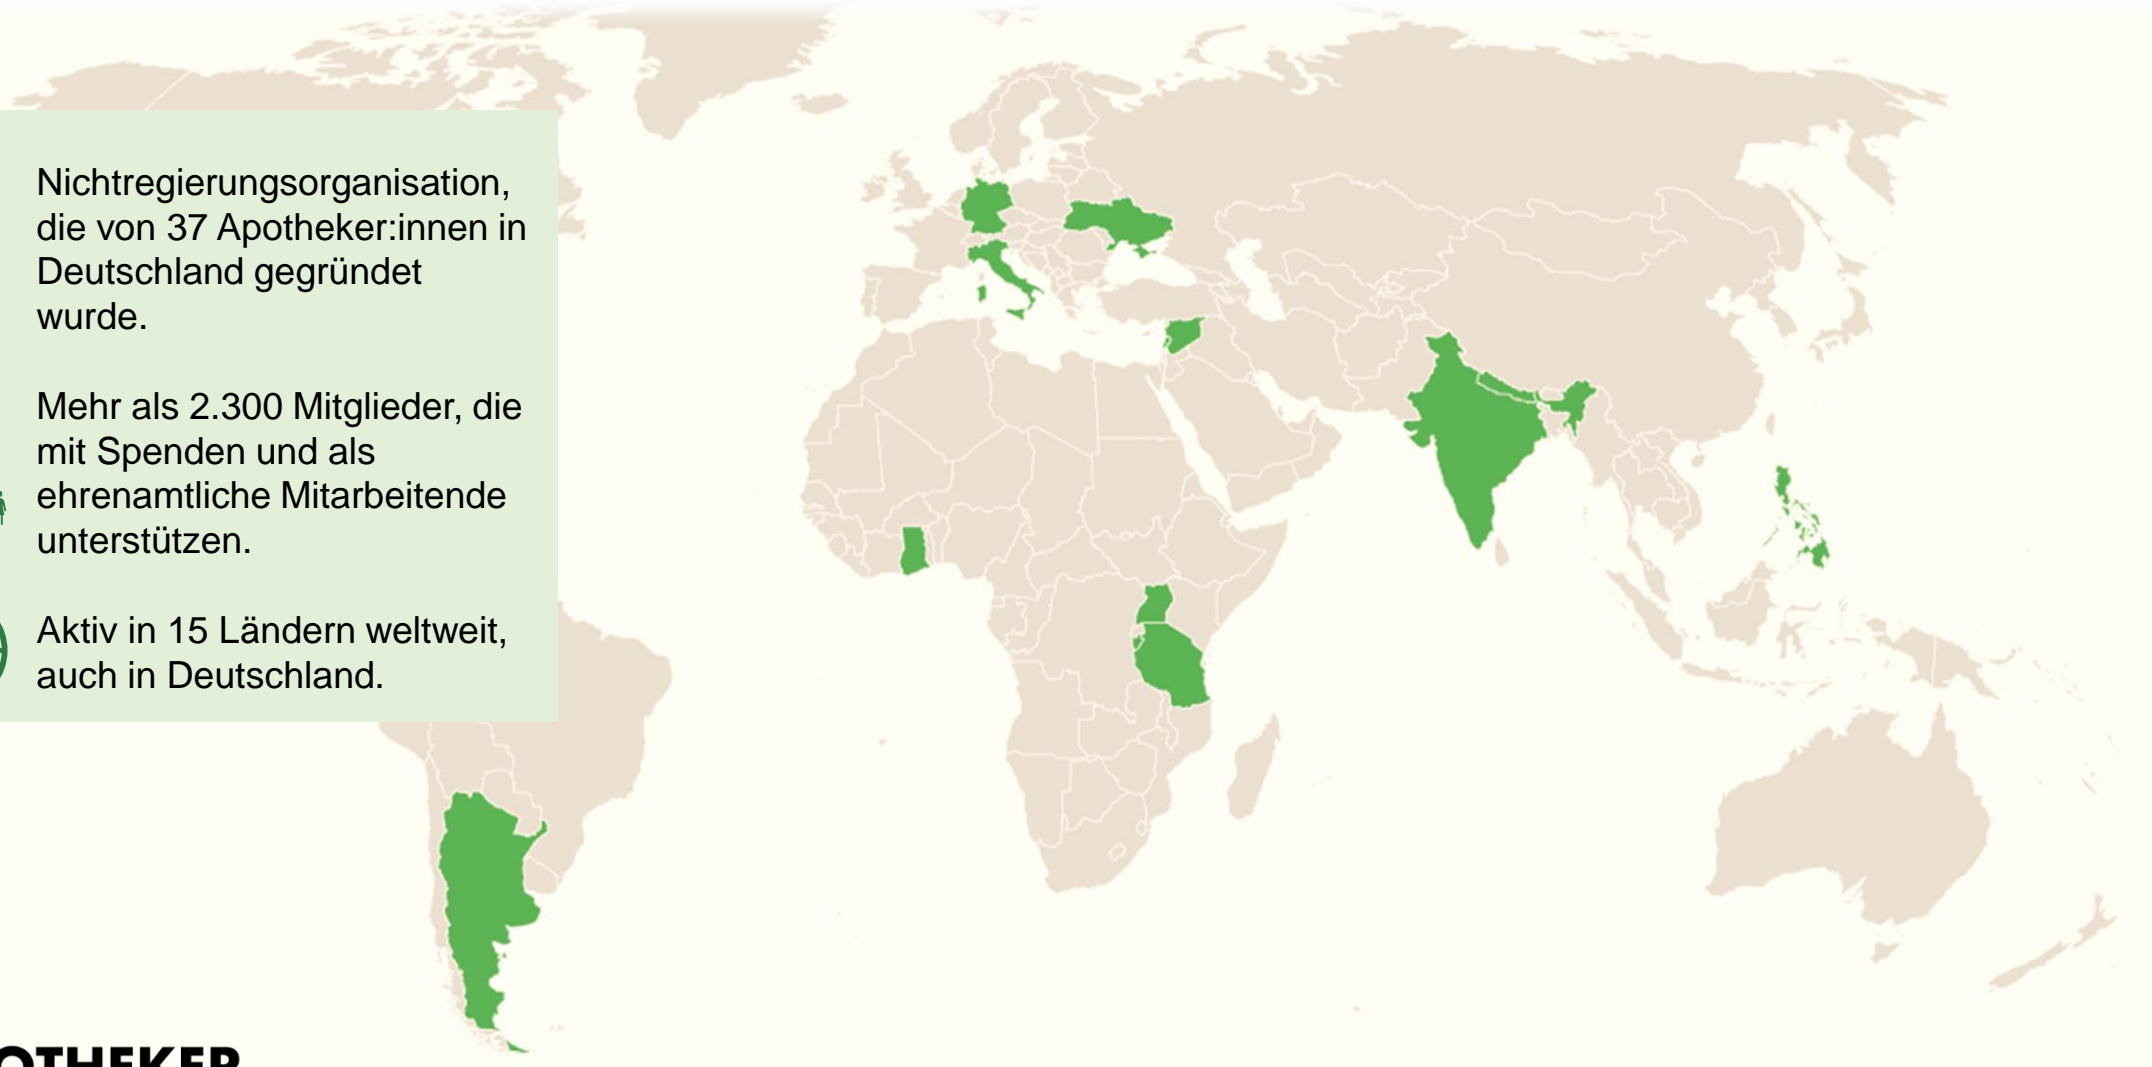 Nichtregierungsorganisation,
die von 37 Apotheker:innen in
Deutschland gegründet
wurde.
Mehr als 2.300 Mitglieder, die
mit Spenden und als
ehrenamtliche Mitarbeitende
unterstützen.
Aktiv in 15 Ländern weltweit,
auch in Deutschland.
OTHEKER